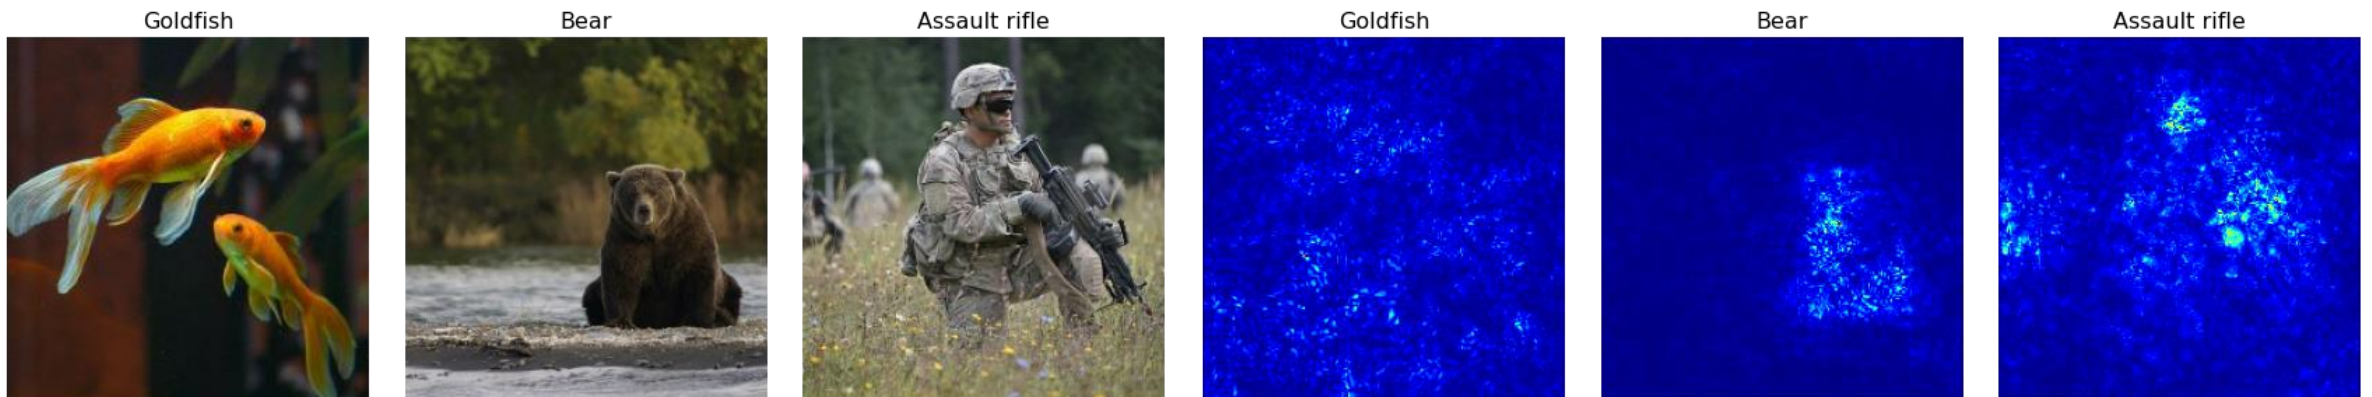 Goldfish
Bear
Assault rifle
Goldfish
Bear
Assault rifle